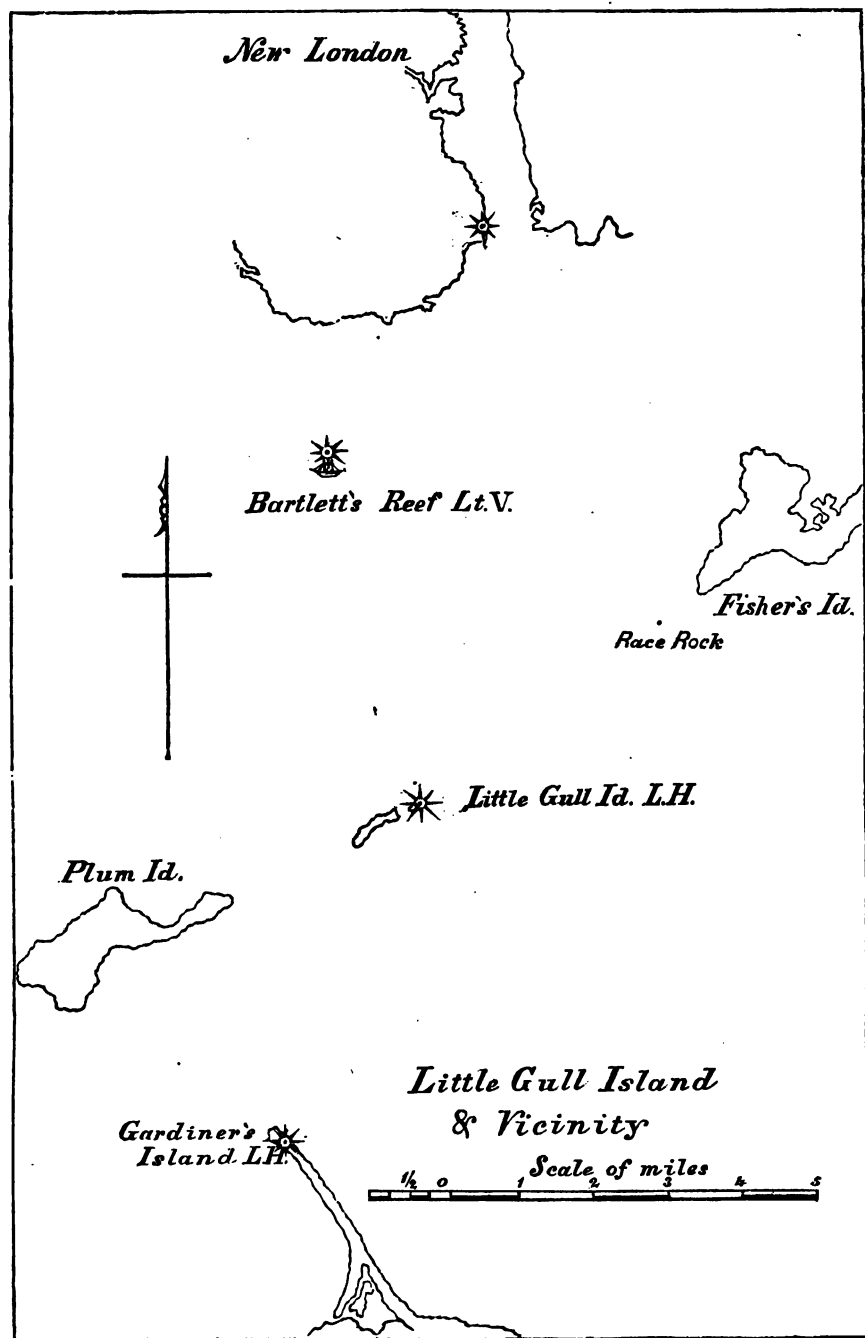 New London
Bartlett's Reef Lt.V.
Fisher's Id.
Race Rock
Little Gull Id. L.H.
Plum Id.
Little Gull Island
& Vicinity
Gardiner's
Island L.H.
Scale of miles
½ 0 1 2 3 4 5